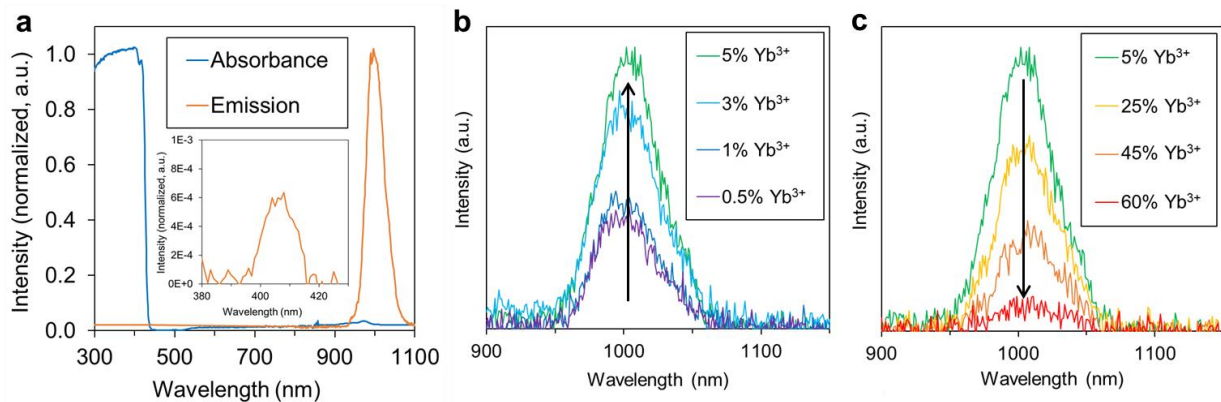 a
Intensity (normalized, a.u.)
1.0
0.8
0.6
0.4
0.2
0.0
Absorbance
Emission
Intensity (normalized, a.u.)
1E-3
8E-4
6E-4
4E-4
2E-4
0E+0
380 400 420
Wavelength (nm)
300 500 700 900 1100
Wavelength (nm)
b
Intensity (a.u.)
5% Yb³⁺
3% Yb³⁺
1% Yb³⁺
0.5% Yb³⁺
900 1000 1100
Wavelength (nm)
c
Intensity (a.u.)
5% Yb³⁺
25% Yb³⁺
45% Yb³⁺
60% Yb³⁺
900 1000 1100
Wavelength (nm)